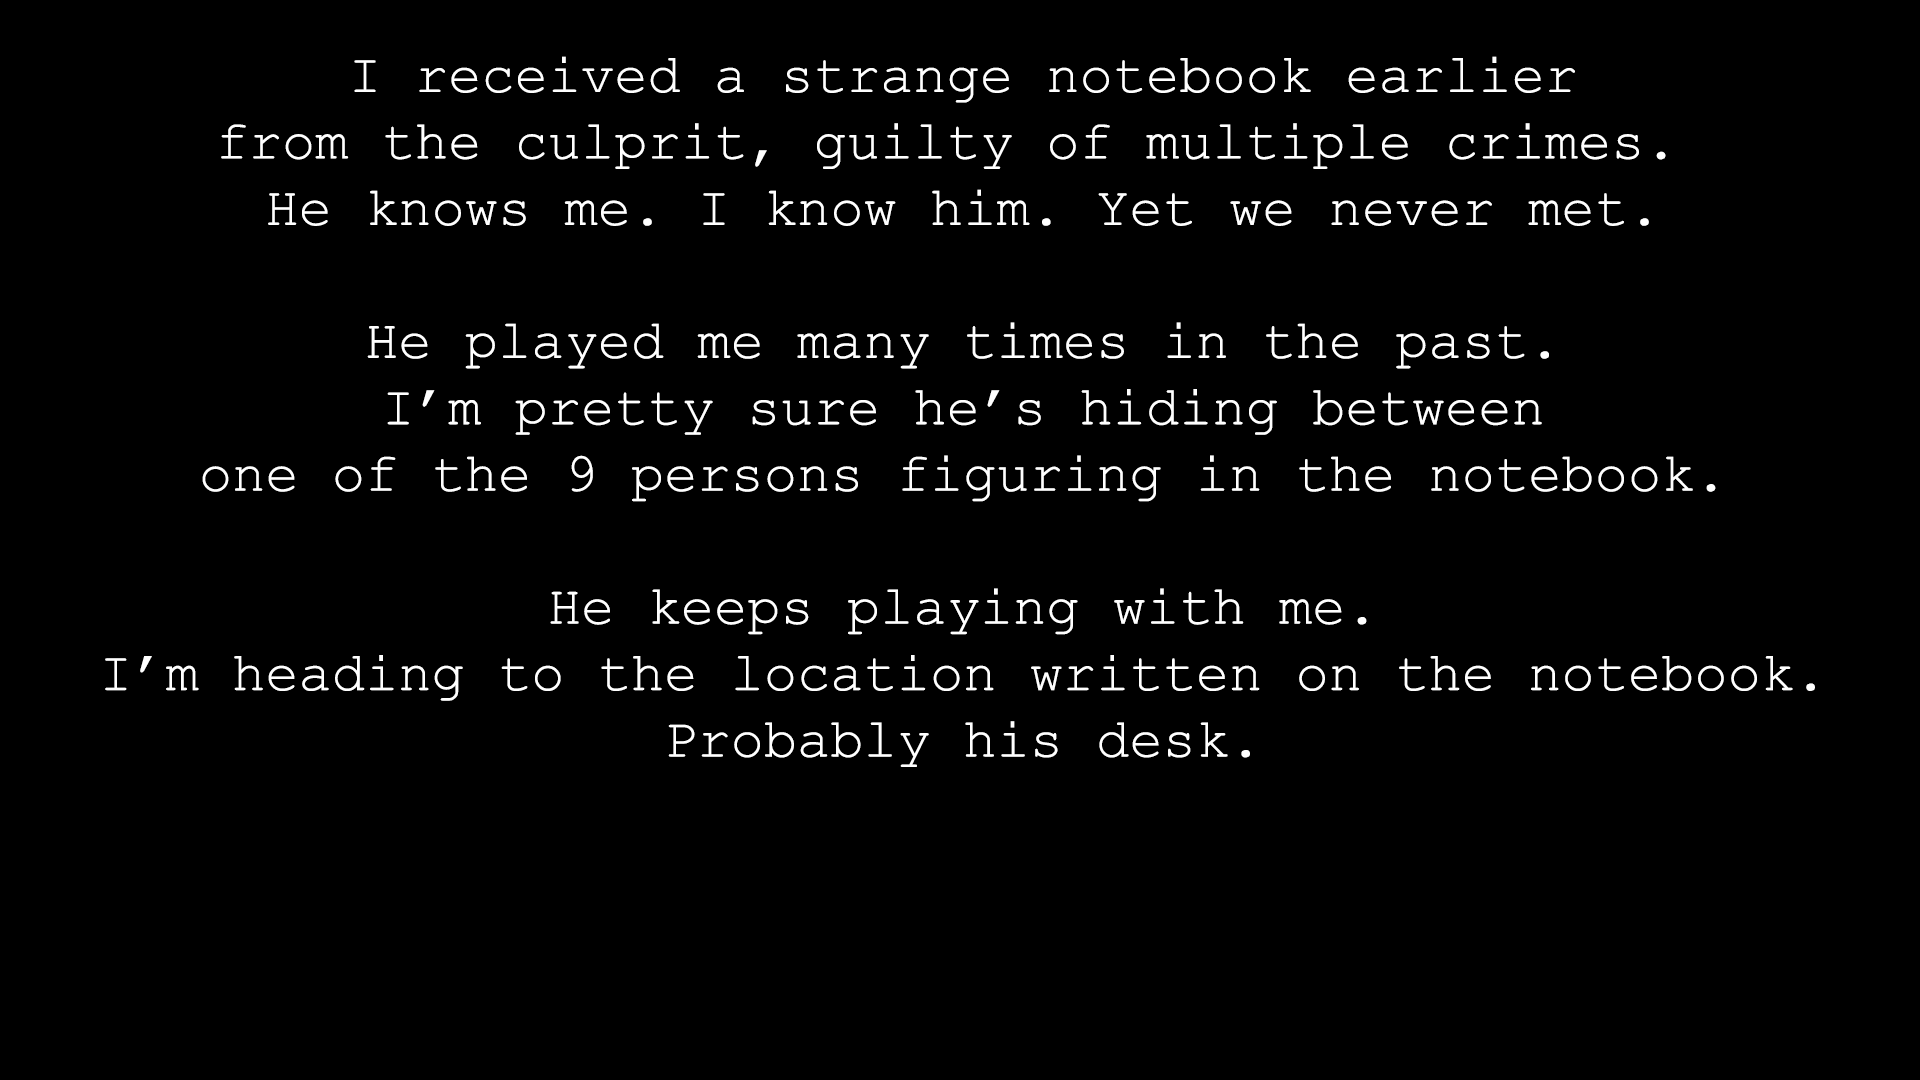 I received a strange notebook earlier
from the culprit, guilty of multiple crimes.
He knows me. I know him. Yet we never met.
He played me many times in the past.
I’m pretty sure he’s hiding between
one of the 9 persons figuring in the notebook.
He keeps playing with me.
I’m heading to the location written on the notebook.
Probably his desk.